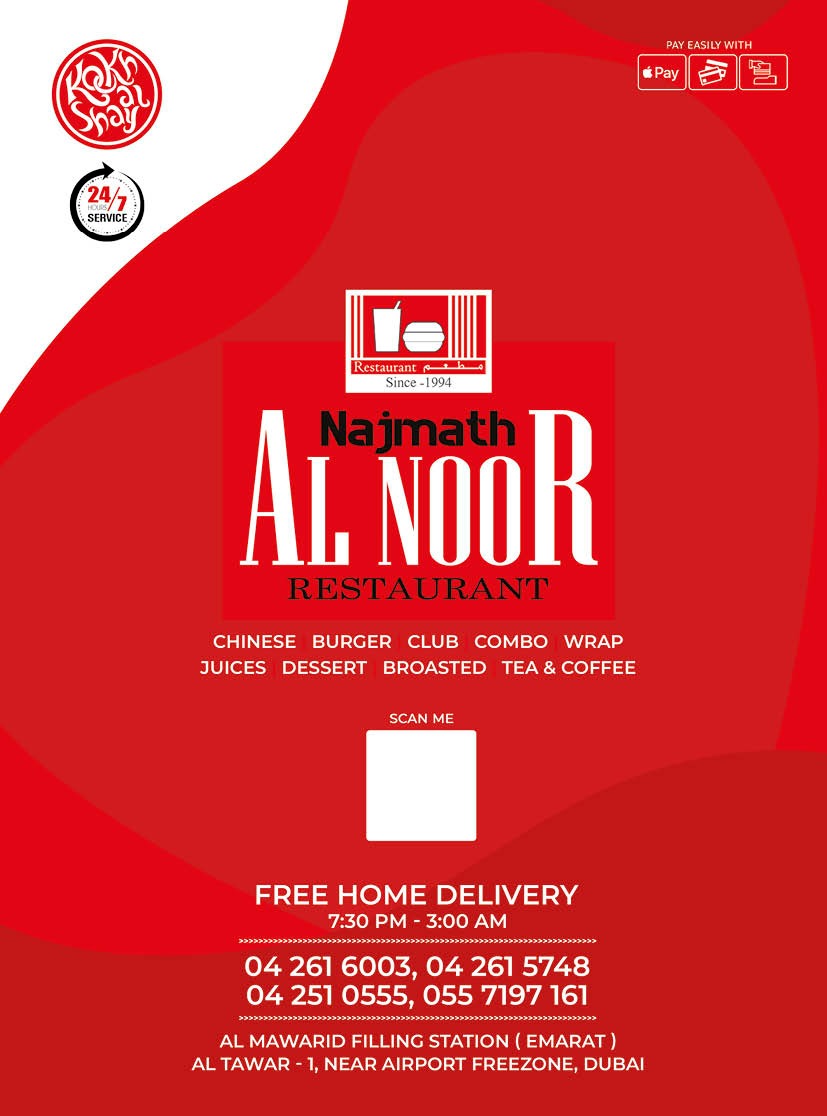 Kokh
al
Shay
PAY EASILY WITH
Pay
24/7
HOURS
SERVICE
Restaurant مطعم
Since -1994
Najmath
AL NOOR
RESTAURANT
CHINESE | BURGER | CLUB | COMBO | WRAP
JUICES | DESSERT | BROASTED | TEA & COFFEE
SCAN ME
FREE HOME DELIVERY
7:30 PM - 3:00 AM
04 261 6003, 04 261 5748
04 251 0555, 055 7197 161
AL MAWARID FILLING STATION ( EMARAT )
AL TAWAR - 1, NEAR AIRPORT FREEZONE, DUBAI